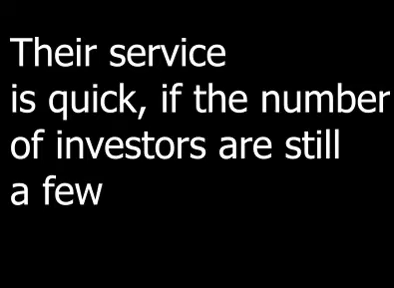 Their service
is quick, if the number
of investors are still
a few